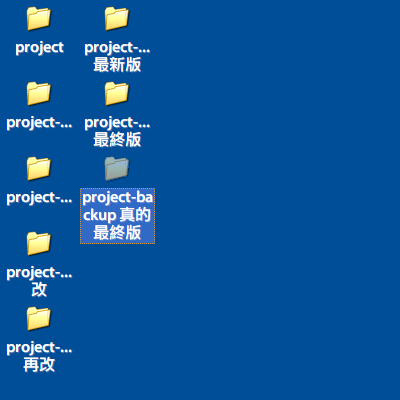 project
project-...
project-...
project-...
改
project-...
再改
project-...
最新版
project-...
最終版
project-ba
ckup 真的
最終版